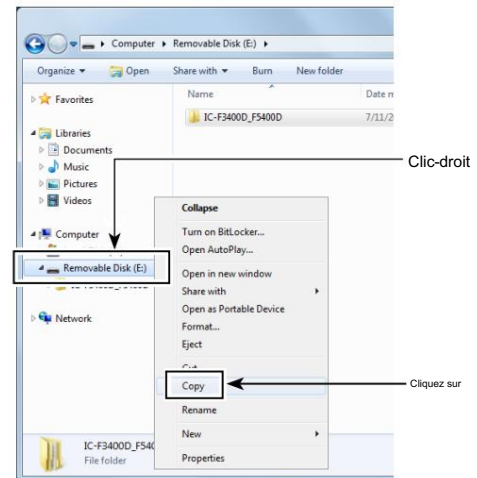 Computer ▸ Removable Disk (E:) ▸
Organize ▾ Open Share with ▾ Burn New folder
Name Date
IC-F3400D_F5400D 7/11/2
Favorites
Libraries
Documents
Music
Pictures
Videos
Computer
Removable Disk (E:)
Network
Clic-droit
Collapse
Turn on BitLocker...
Open AutoPlay...
Open in new window
Share with
Open as Portable Device
Format...
Eject
Copy
Cliquez sur
Rename
New
Properties
IC-F3400D_F540
File folder